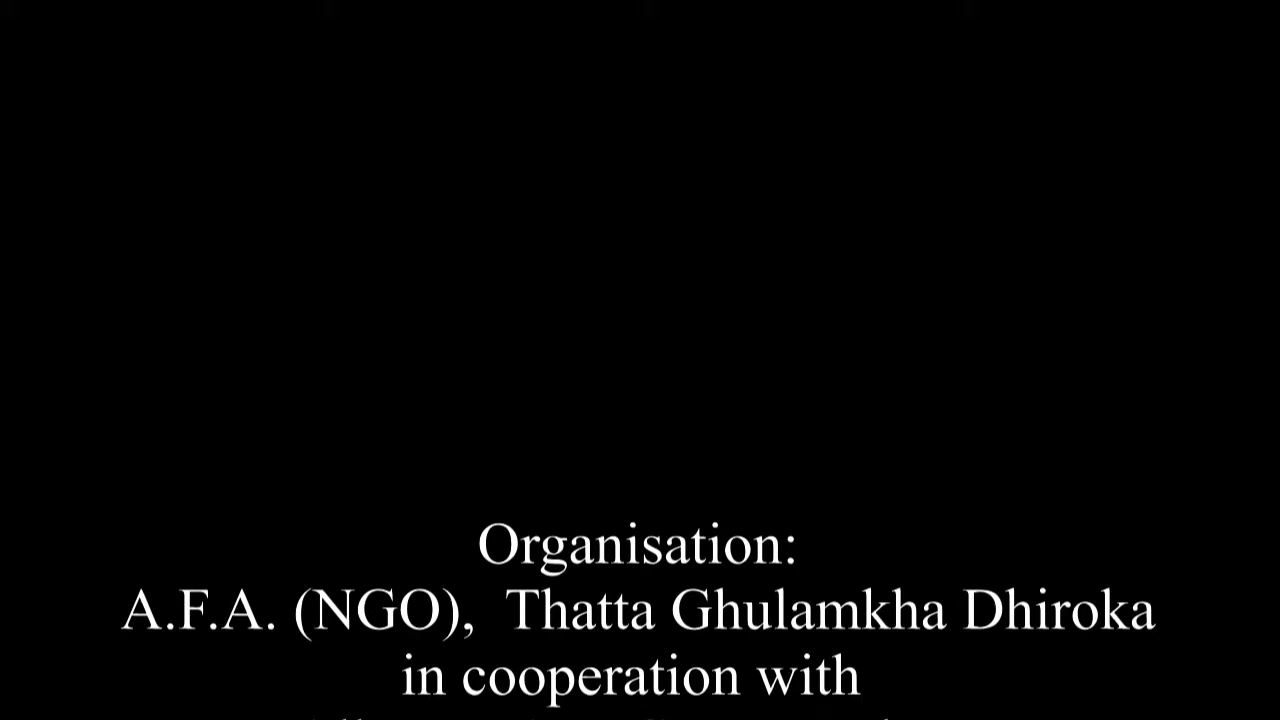 Organisation:
A.F.A. (NGO), Thatta Ghulamkha Dhiroka
in cooperation with